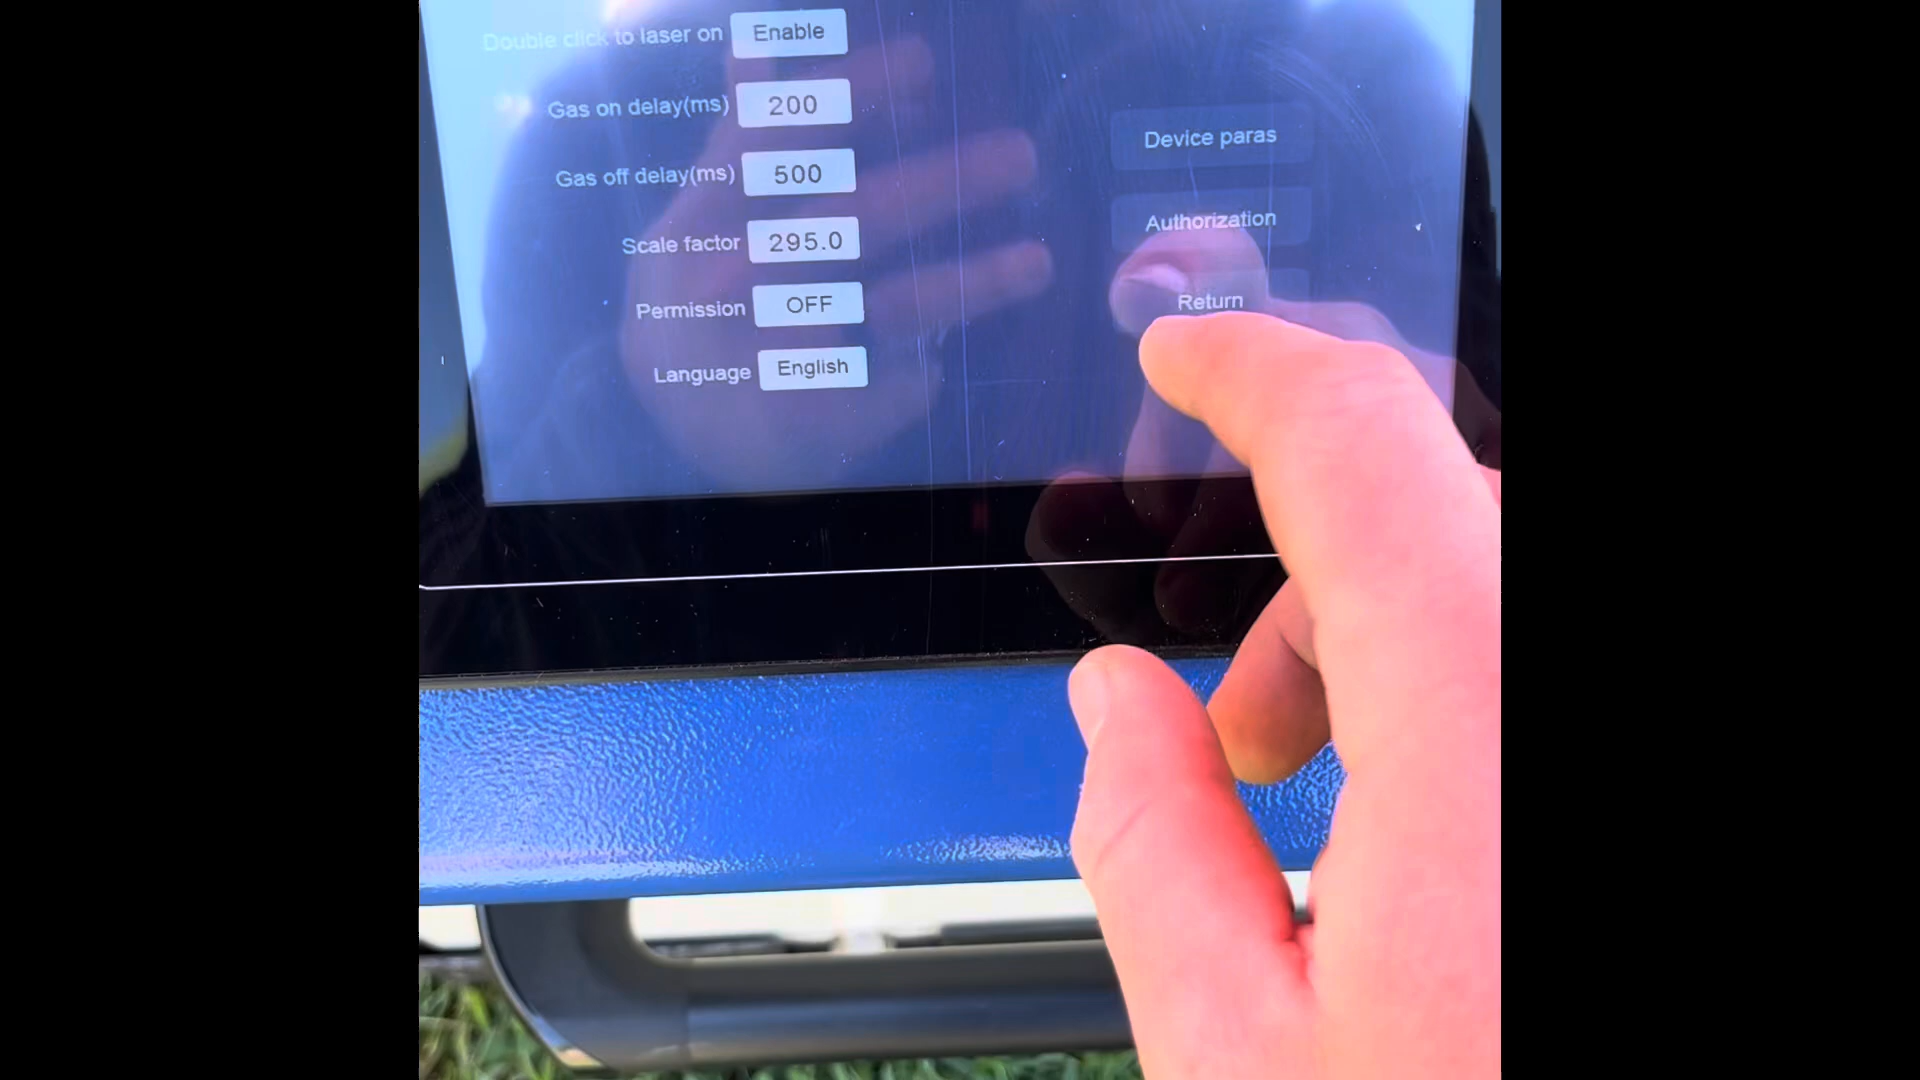 Double click to laser on Enable
Gas on delay(ms) 200
Gas off delay(ms) 500
Scale factor 295.0
Permission OFF
Language English
Device paras
Authorization
Return